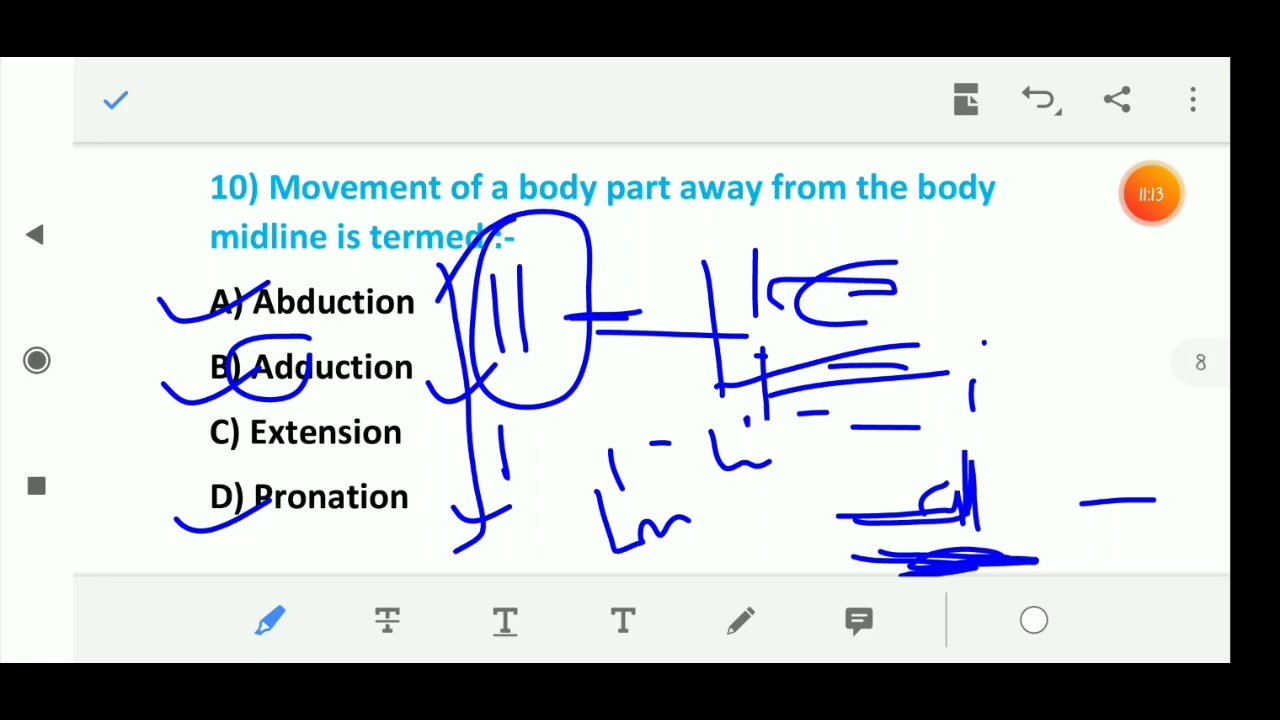 11:13
10) Movement of a body part away from the body
midline is termed :-
A) Abduction
B) Adduction
C) Extension
D) Pronation
8